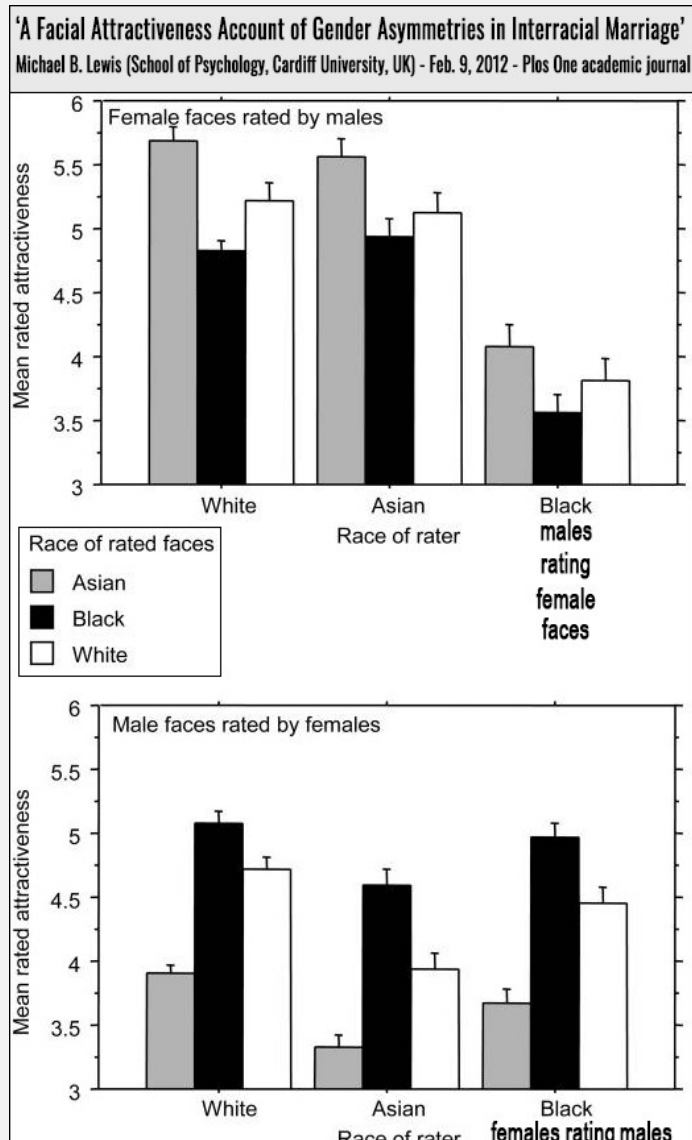 'A Facial Attractiveness Account of Gender Asymmetries in Interracial Marriage'
Michael B. Lewis (School of Psychology, Cardiff University, UK) - Feb. 9, 2012 - Plos One academic journal
Female faces rated by males
Mean rated attractiveness
6
5.5
5
4.5
4
3.5
3
White Asian Black
Race of rater
males
rating
female
faces
Race of rated faces
Asian
Black
White
Male faces rated by females
Mean rated attractiveness
6
5.5
5
4.5
4
3.5
3
White Asian Black
Race of rater females rating males